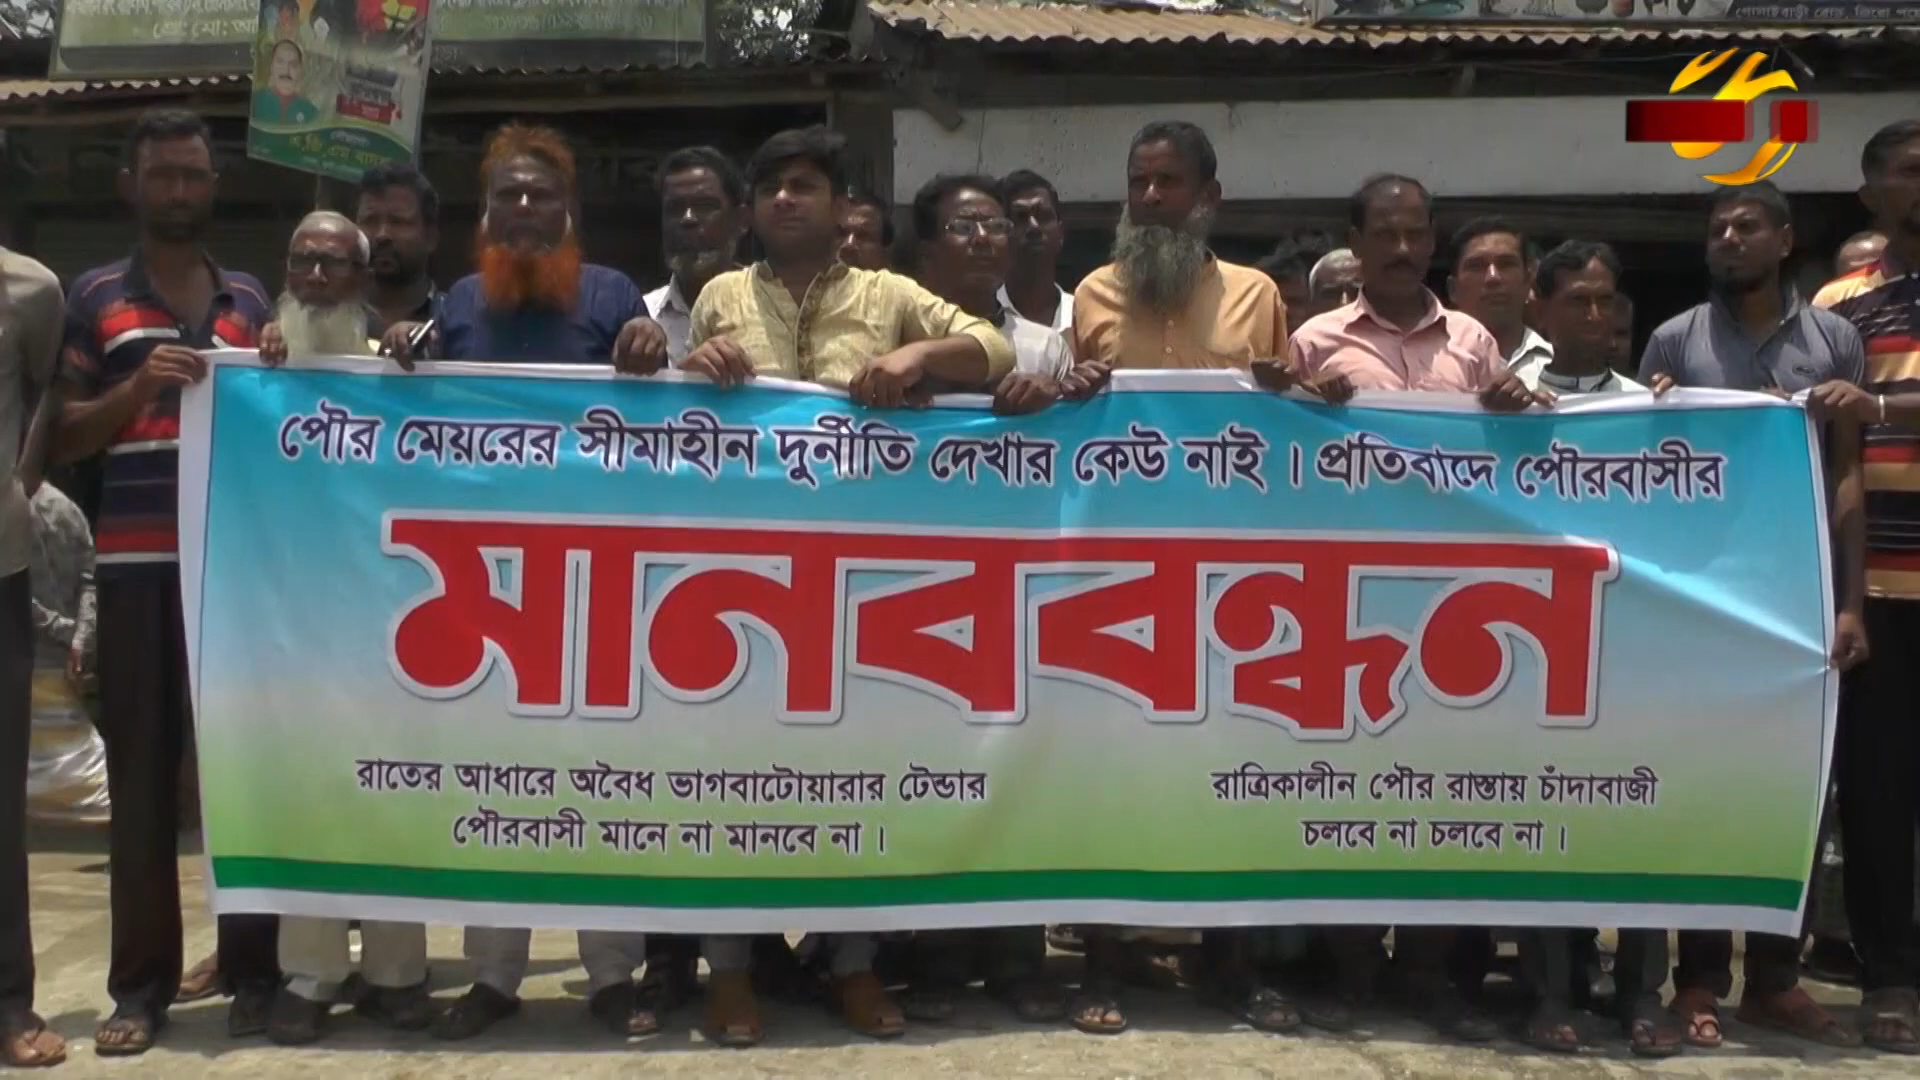 পৌর মেয়রের সীমাহীন দুর্নীতি দেখার কেউ নাই । প্রতিবাদে পৌরবাসীর
মানববন্ধন
রাতের আধারে অবৈধ ভাগবাটোয়ারার টেন্ডার
পৌরবাসী মানে না মানবে না ।
রাত্রিকালীন পৌর রাস্তায় চাঁদাবাজী
চলবে না চলবে না ।